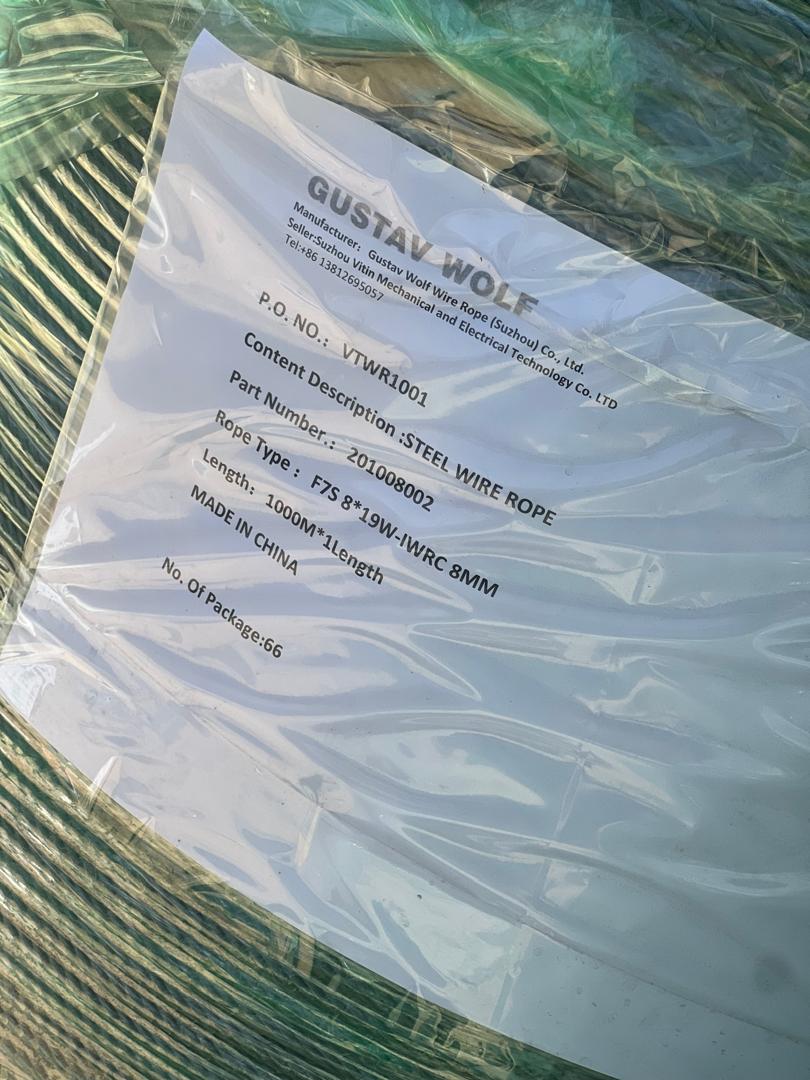 GUSTAV WOLF
Manufacturer: Gustav Wolf Wire Rope (Suzhou) Co., Ltd.
Seller:Suzhou Vitin Mechanical and Electrical Technology Co. LTD
Tel:+86 13812695057
P.O. NO.: VTWR1001
Content Description :STEEL WIRE ROPE
Part Number.: 201008002
Rope Type : F7S 8*19W-IWRC 8MM
Length: 1000M*1Length
MADE IN CHINA
No. Of Package:66